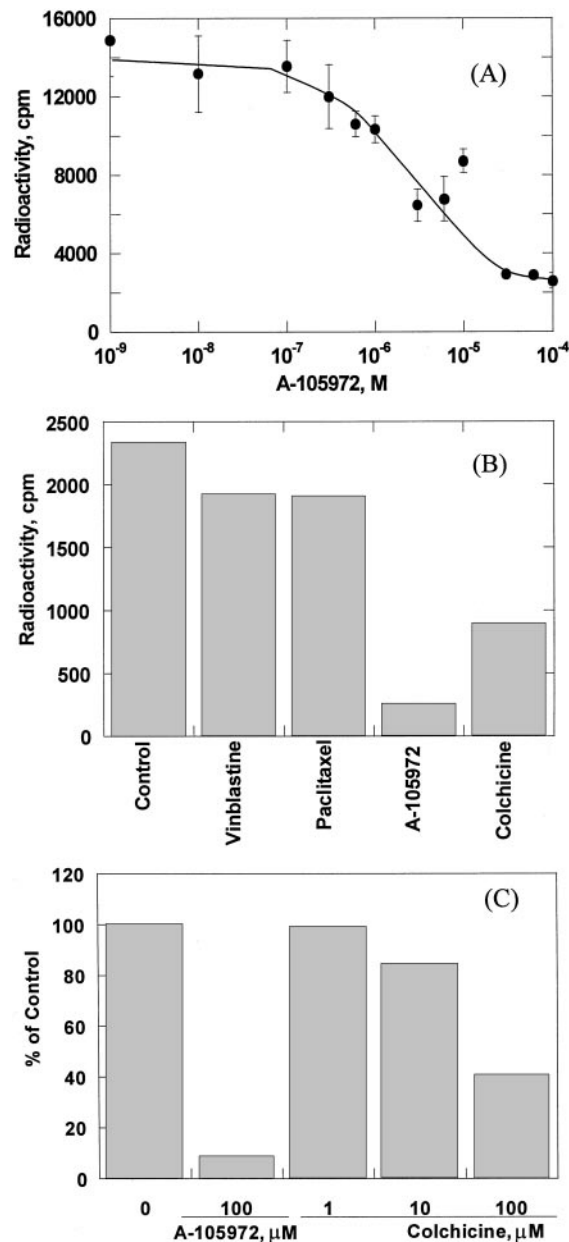 16000
12000
8000
4000
0
Radioactivity, cpm
(A)
10-9
10-8
10-7
10-6
10-5
10-4
A-105972, M
2500
2000
1500
1000
500
0
Radioactivity, cpm
(B)
Control
Vinblastine
Paclitaxel
A-105972
Colchicine
120
100
80
60
40
20
0
% of Control
(C)
0 100 1 10 100
A-105972, μM Colchicine, μM